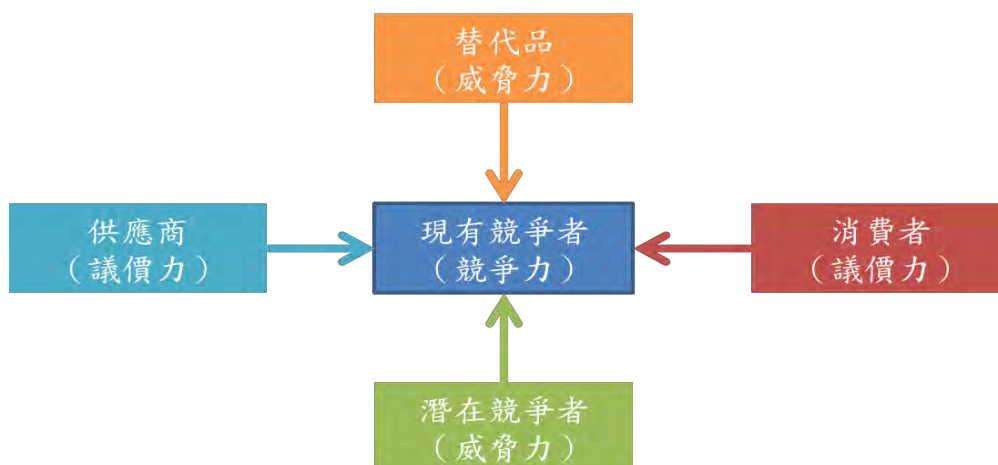 替代品
（威脅力）
供應商
（議價力）
現有競爭者
（競爭力）
消費者
（議價力）
潛在競爭者
（威脅力）